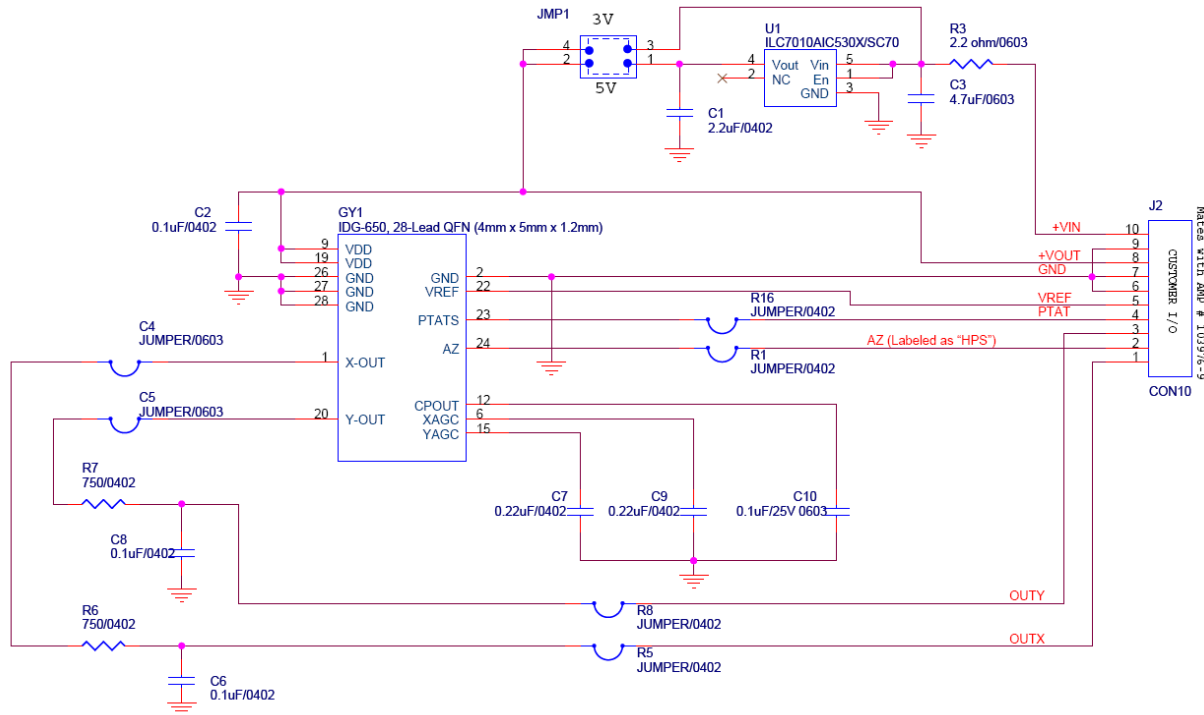 JMP1
3V
4
3
2
1
5V
U1
ILC7010AIC530X/SC70
4
Vout
Vin
5
2
NC
En
1
GND
3
R3
2.2 ohm/0603
C3
4.7uF/0603
C1
2.2uF/0402
C2
0.1uF/0402
GY1
IDG-650, 28-Lead QFN (4mm x 5mm x 1.2mm)
9
VDD
19
VDD
26
GND
27
GND
28
GND
1
X-OUT
20
Y-OUT
GND
2
VREF
22
PTATS
23
AZ
24
CPOUT
12
XAGC
6
YAGC
15
C4
JUMPER/0603
C5
JUMPER/0603
R16
JUMPER/0402
R1
JUMPER/0402
J2
+VIN
10
9
+VOUT
8
GND
7
6
VREF
5
PTAT
4
3
AZ (Labeled as “HPS”)
2
1
CUSTOMER I/O
CON10
Mates with AMP # 103976-9
R7
750/0402
C8
0.1uF/0402
C7
0.22uF/0402
C9
0.22uF/0402
C10
0.1uF/25V 0603
R8
JUMPER/0402
OUTY
R6
750/0402
R5
JUMPER/0402
OUTX
C6
0.1uF/0402